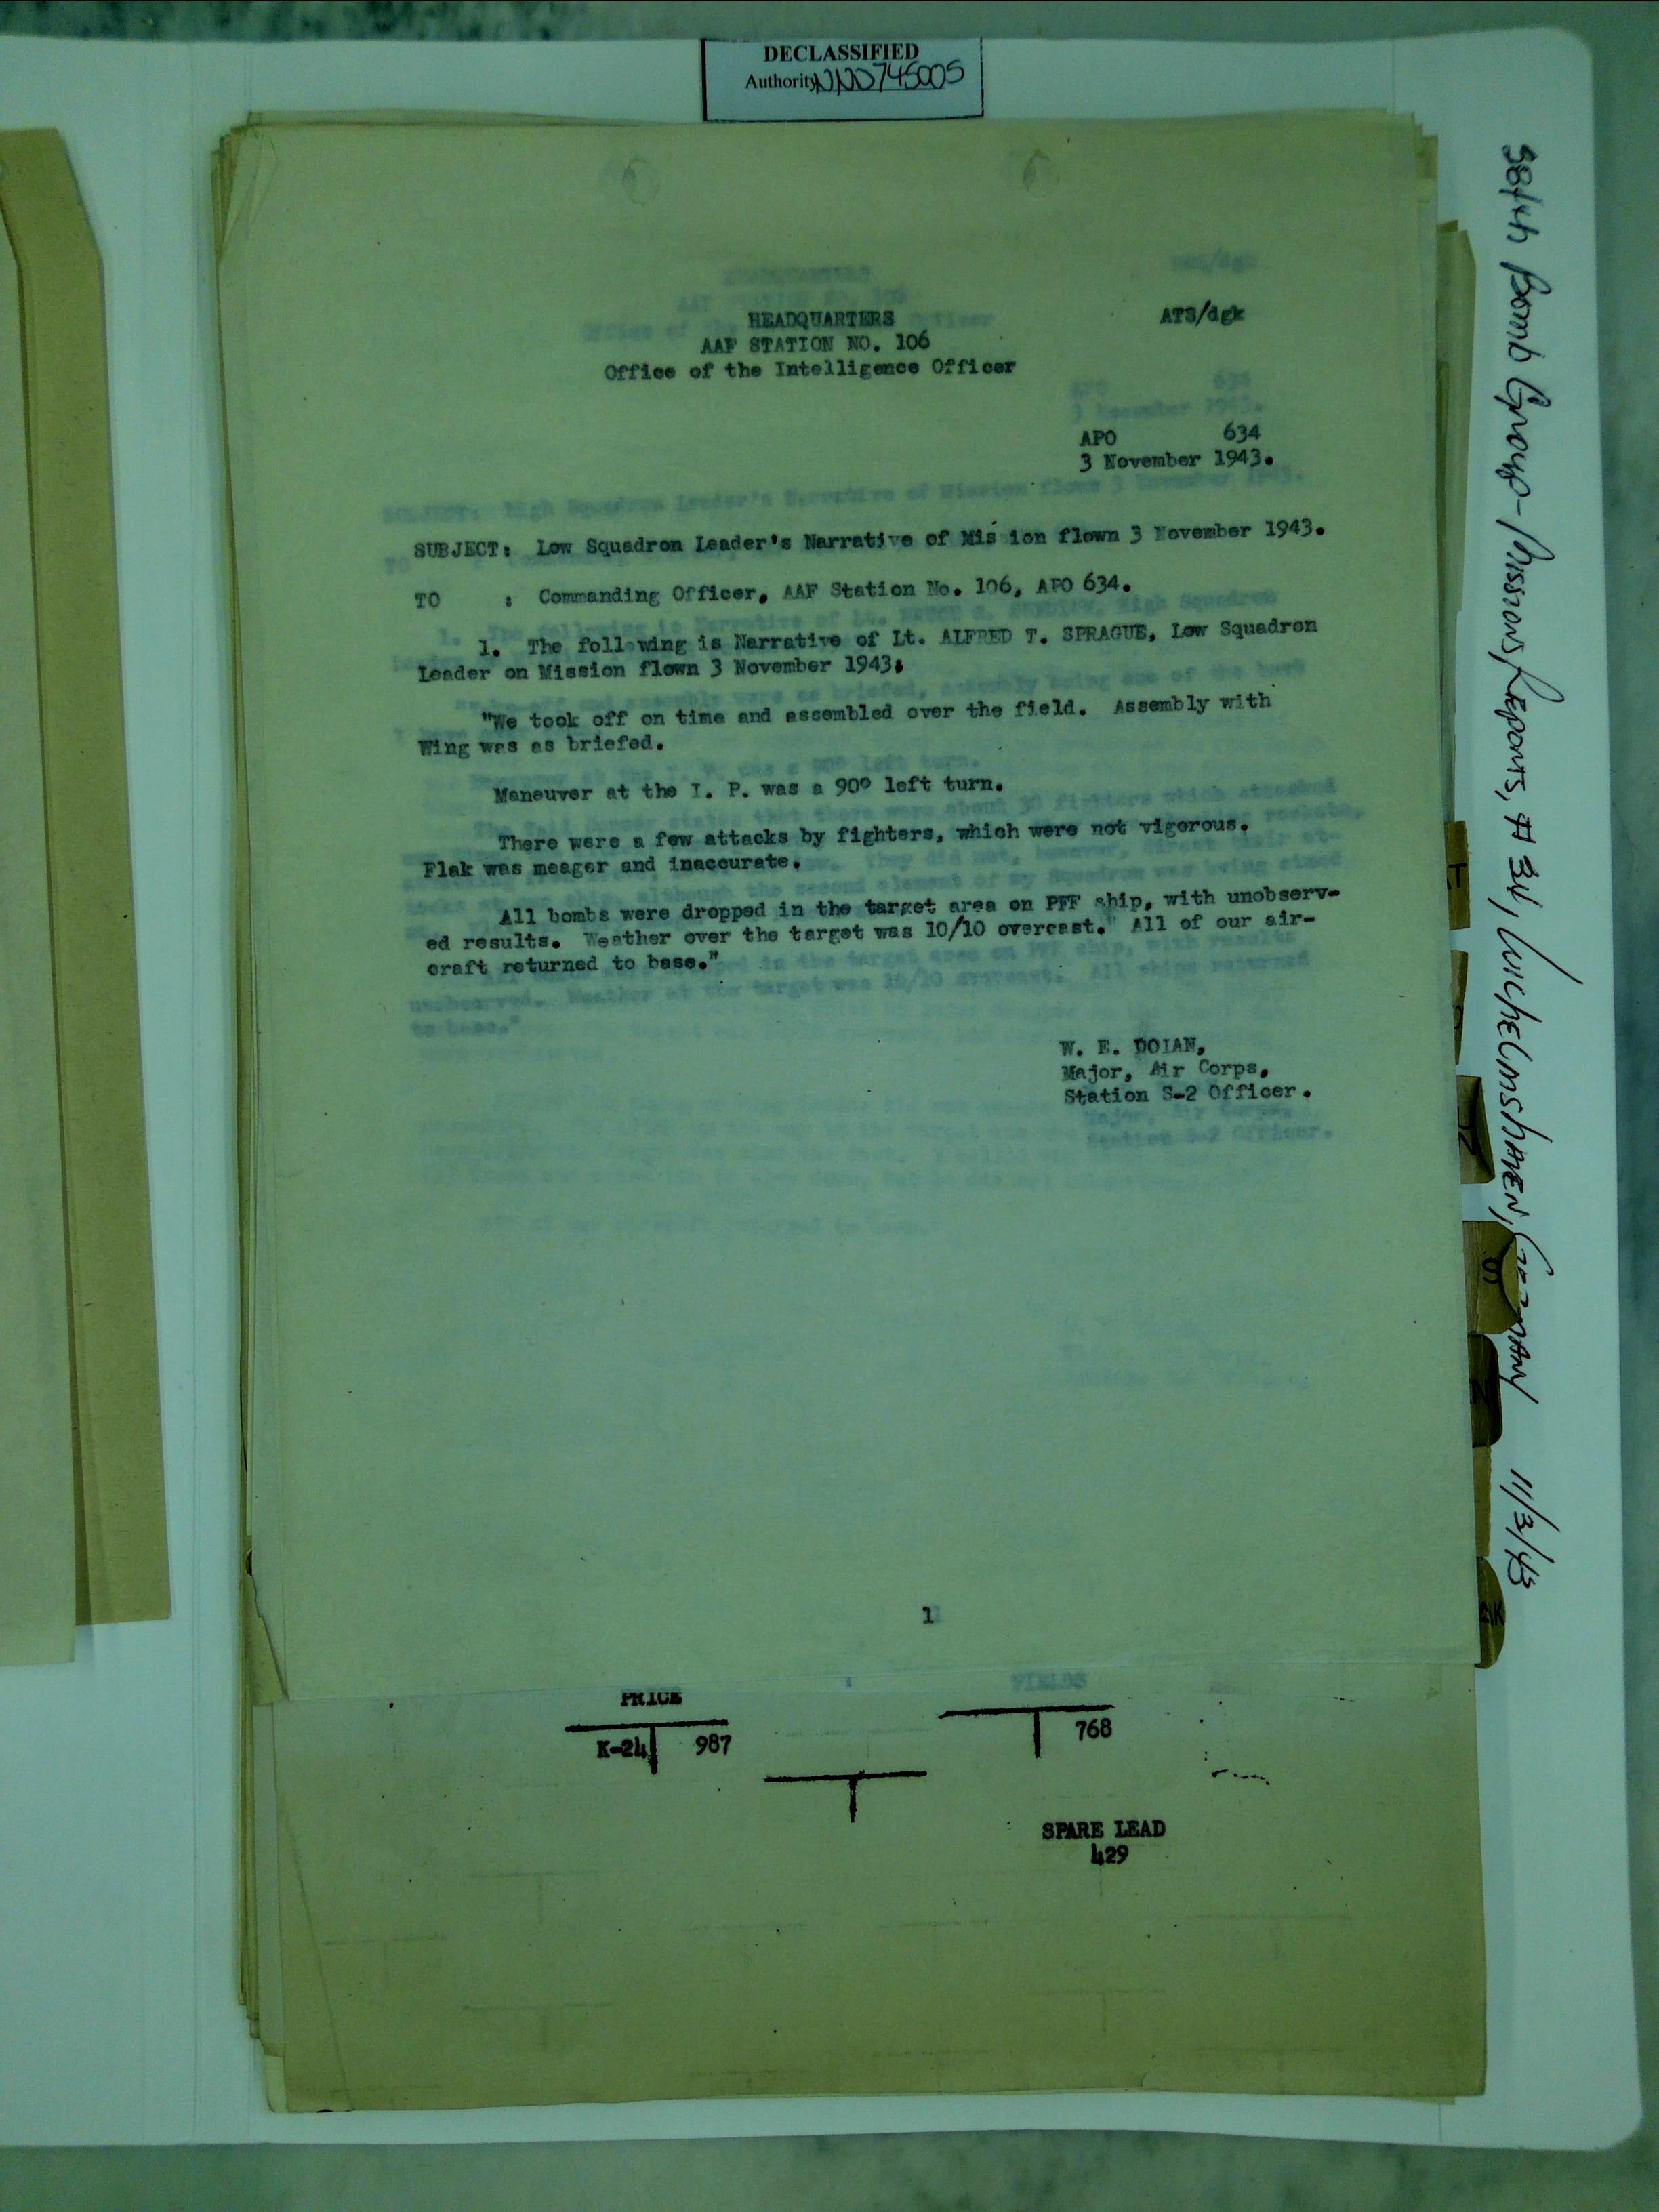 DECLASSIFIED
Authority NND745005
HEADQUARTERS
ATS/dgk
AAF STATION NO. 106
Office of the Intelligence Officer
APO 634
3 November 1943.
SUBJECT: Low Squadron Leader's Narrative of Mis ion flown 3 November 1943.
TO : Commanding Officer, AAF Station No. 106, APO 634.
1. The following is Narrative of Lt. ALFRED T. SPRAGUE, Low Squadron
Leader on Mission flown 3 November 1943:
"We took off on time and assembled over the field. Assembly with
Wing was as briefed.
Maneuver at the I. P. was a 90° left turn.
There were a few attacks by fighters, which were not vigorous.
Flak was meager and inaccurate.
All bombs were dropped in the target area on PFF ship, with unobserv-
ed results. Weather over the target was 10/10 overcast." All of our air-
craft returned to base."
W. E. DOLAN,
Major, Air Corps,
Station S-2 Officer.
1
PRICE
FIELDS
K-24 987
768
SPARE LEAD
429
384th Bomb Group - Mission Reports, # 34, WilhELMShAVEN, GERMANY 11/3/43